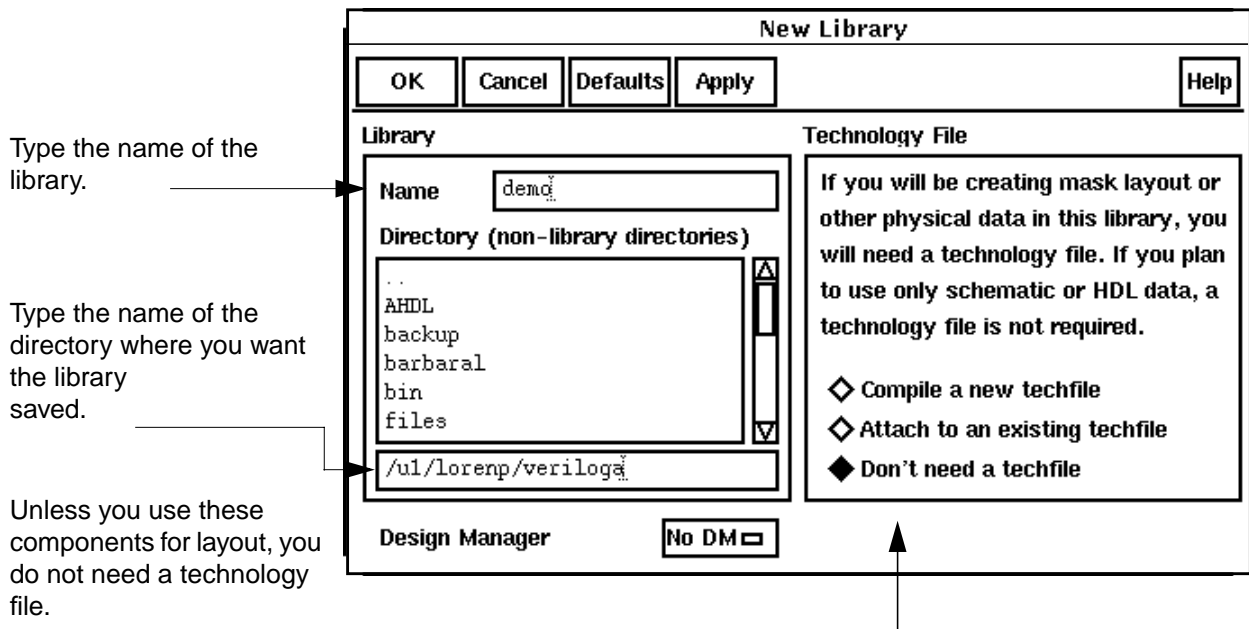 New Library
OK Cancel Defaults Apply Help
Type the name of the
library.
Library
Name demo
Directory (non-library directories)
..
AHDL
backup
barbaral
bin
files
Type the name of the
directory where you want
the library
saved.
/u1/lorenp/veriloga
Unless you use these
components for layout, you
do not need a technology
file.
Design Manager No DM
Technology File
If you will be creating mask layout or
other physical data in this library, you
will need a technology file. If you plan
to use only schematic or HDL data, a
technology file is not required.
Compile a new techfile
Attach to an existing techfile
Don't need a techfile